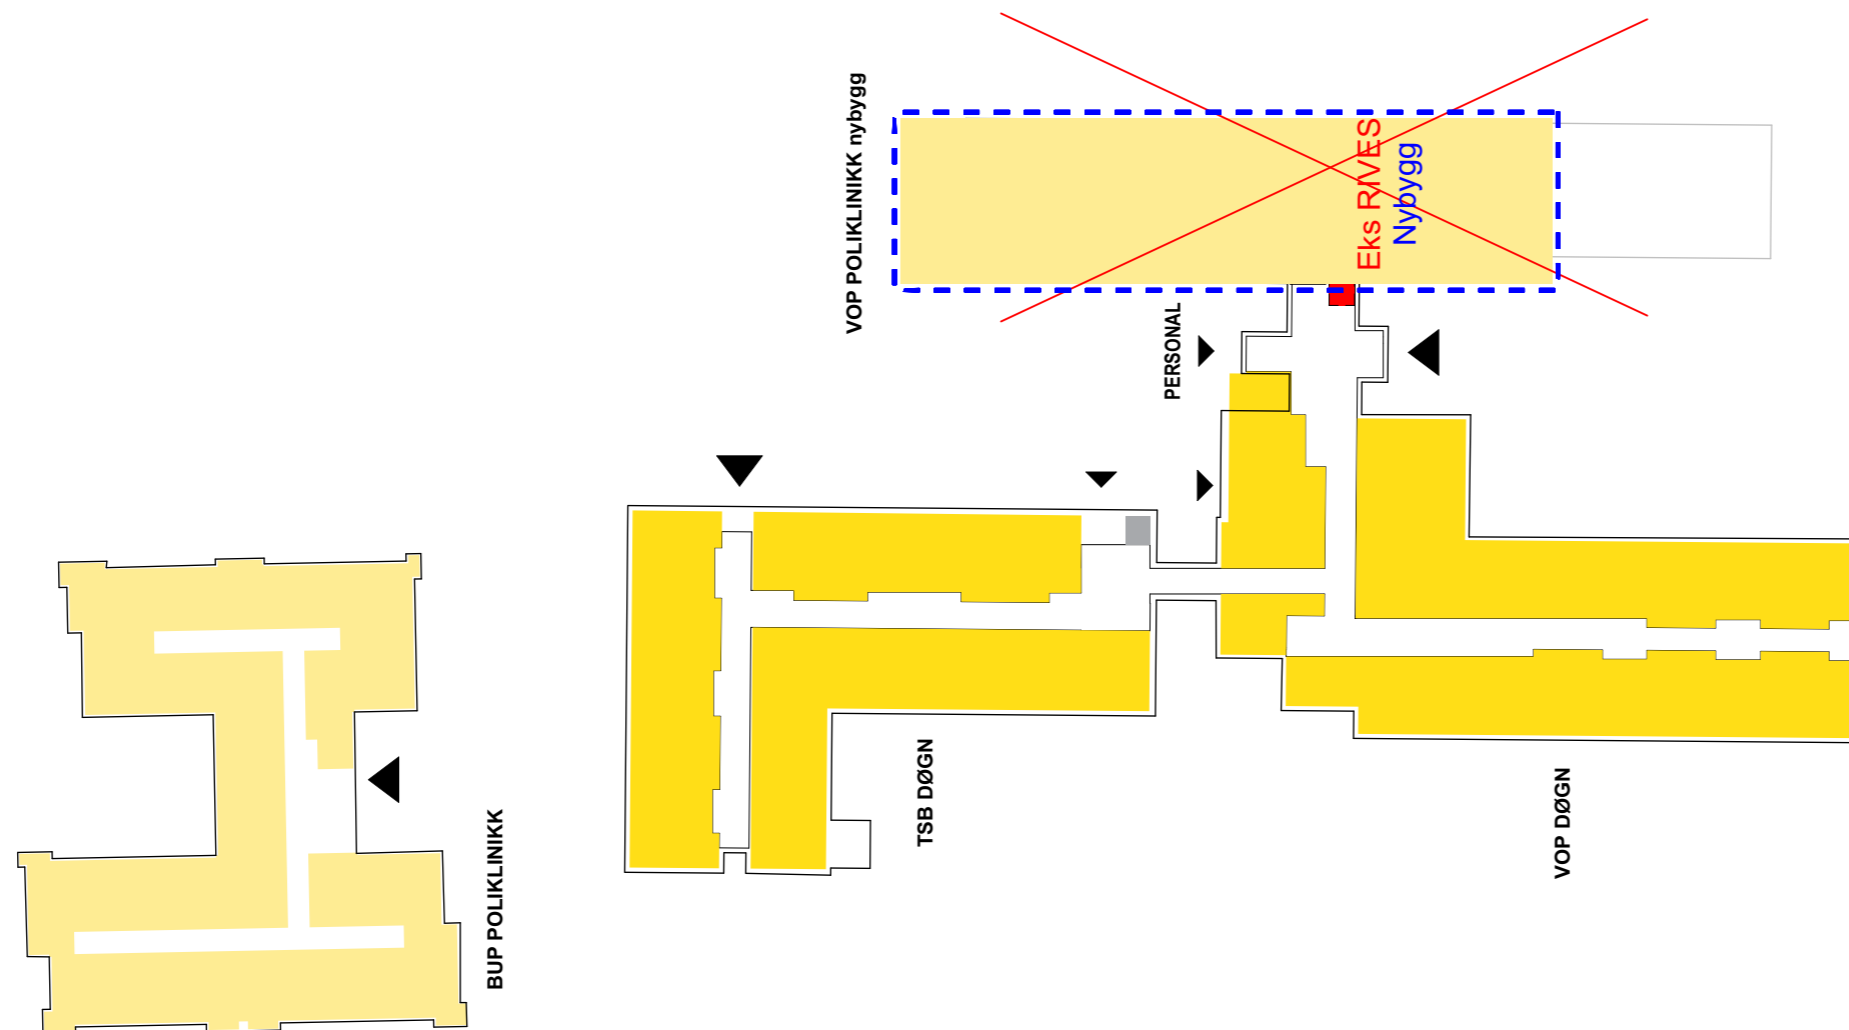 VOP POLIKLINIKK nybygg
Eks RIVES
Nybygg
PERSONAL
TSB DØGN
VOP DØGN
BUP POLIKLINIKK